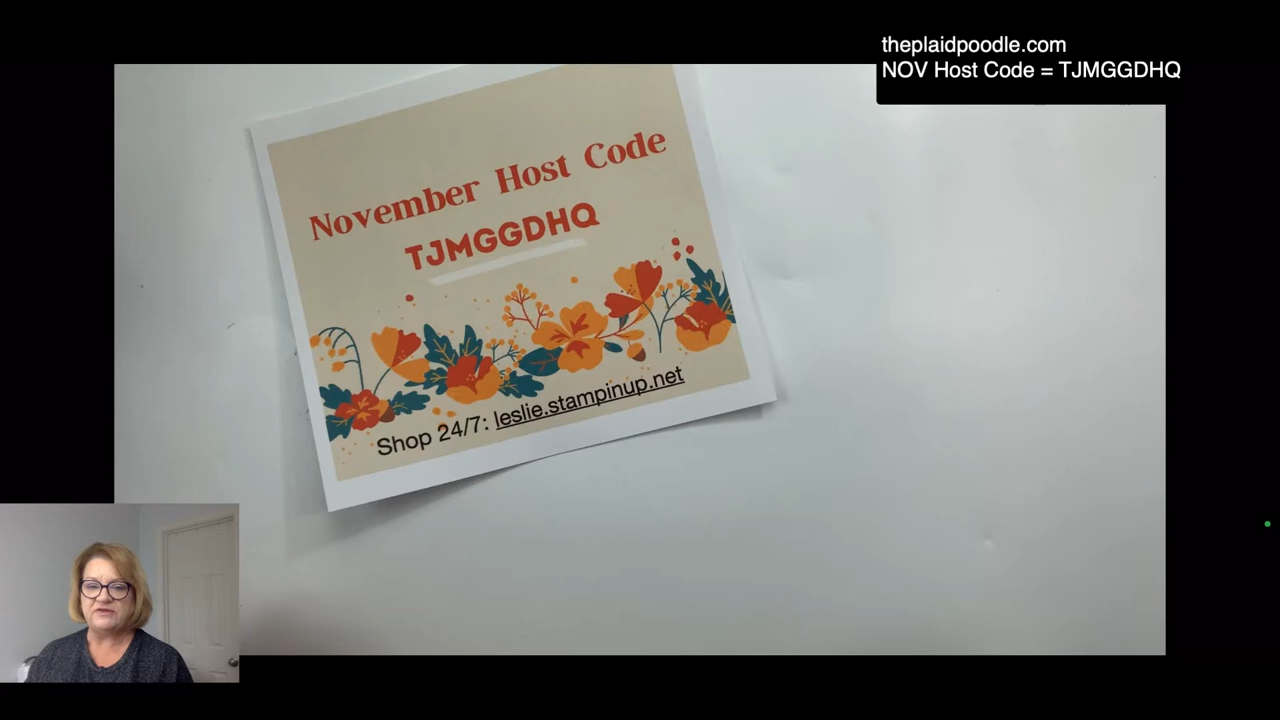 theplaidpoodle.com
NOV Host Code = TJMGGDHQ
November Host Code
TJMGGDHQ
Shop 24/7: leslie.stampinup.net